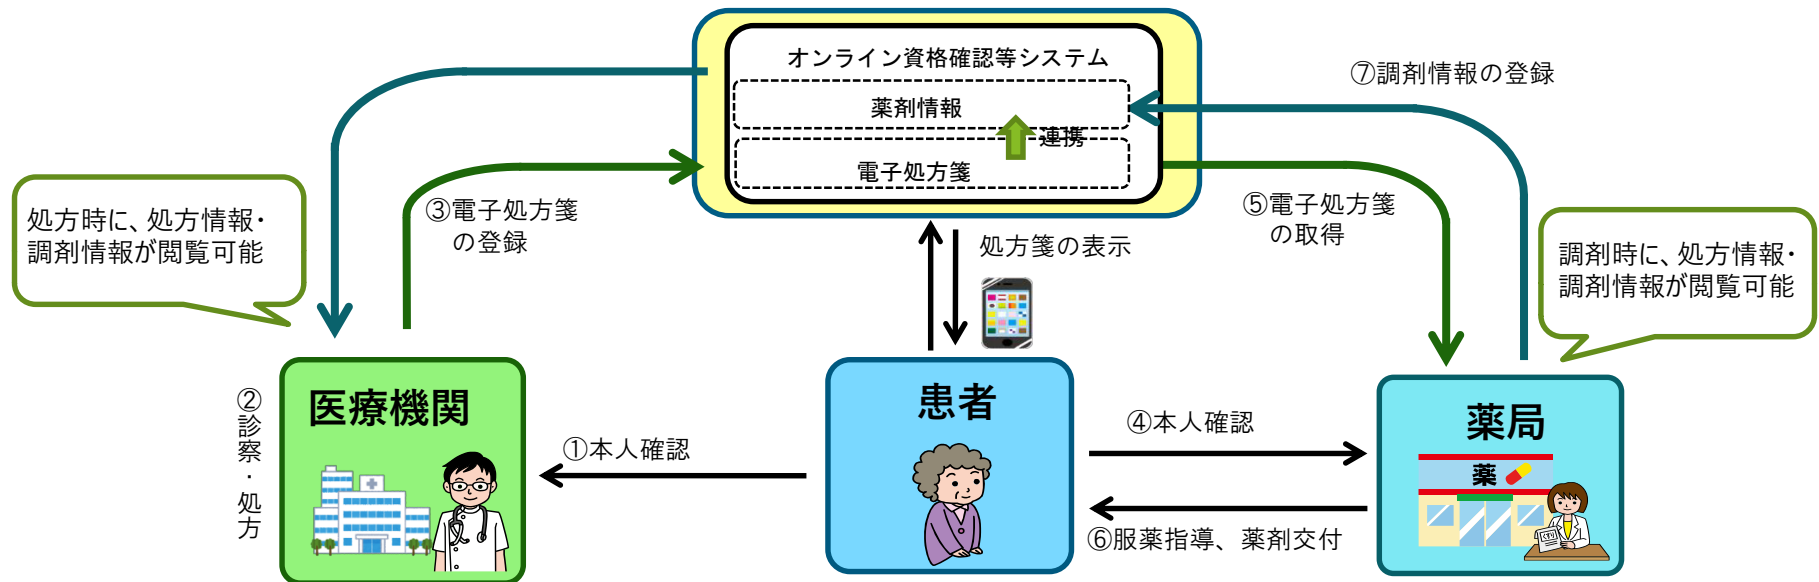 オンライン資格確認等システム
薬剤情報
連携
電子処方箋
⑦調剤情報の登録
処方時に、処方情報・
調剤情報が閲覧可能
③電子処方箋
の登録
処方箋の表示
⑤電子処方箋
の取得
調剤時に、処方情報・
調剤情報が閲覧可能
②診察・処方
医療機関
①本人確認
患者
④本人確認
⑥服薬指導、薬剤交付
薬局
薬